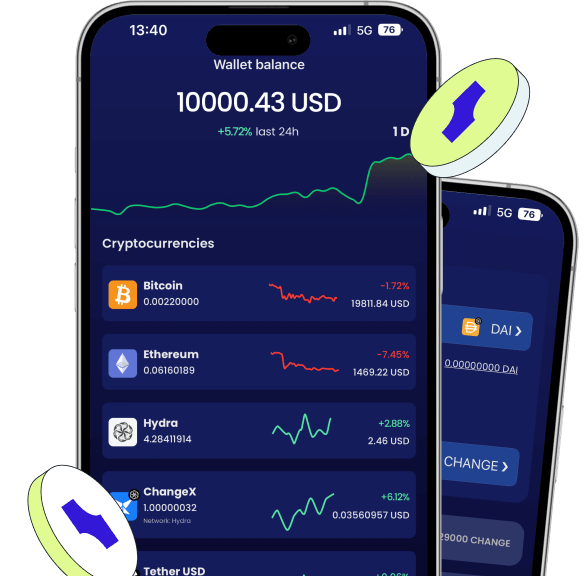 13:40 5G 76
Wallet balance
10000.43 USD
+5.72% last 24h
1 D
Cryptocurrencies
Bitcoin
0.00220000
-1.72%
19811.84 USD
Ethereum
0.06160189
-7.45%
1469.22 USD
Hydra
4.28411914
+2.88%
2.46 USD
ChangeX
1.00000032
Network: Hydra
+6.12%
0.03560957 USD
Tether USD
5G 76
DAI
0.00000000 DAI
CHANGE
29000 CHANGE